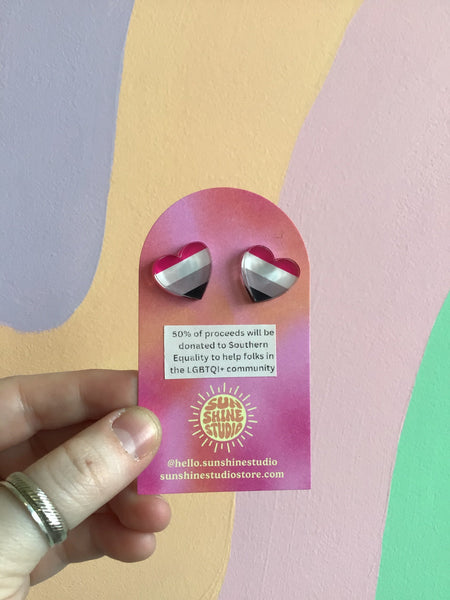 50% of proceeds will be
donated to Southern
Equality to help folks in
the LGBTQI+ community
SUN
SHINE
STUDIO
@hello.sunshinestudio
sunshinestudiostore.com